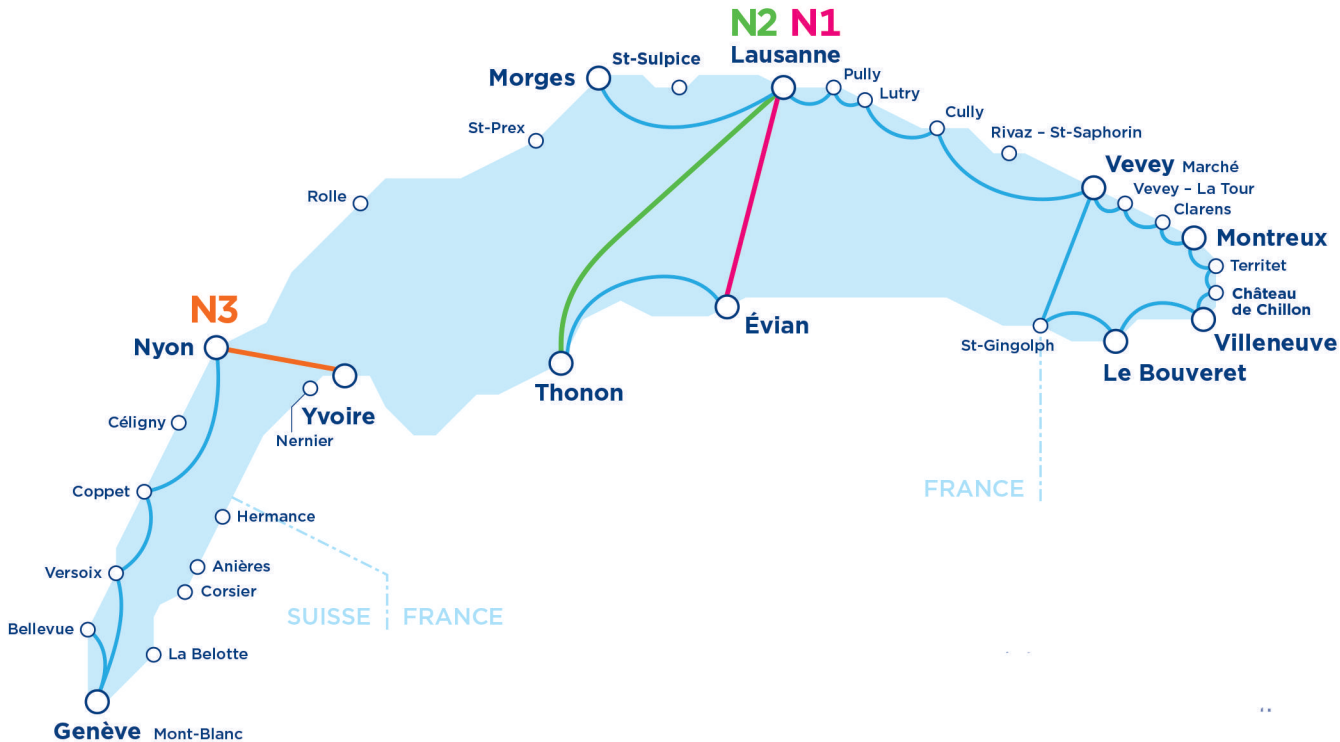 N2 N1
Lausanne
St-Sulpice
Morges
Pully
Lutry
Cully
St-Prex
Rivaz – St-Saphorin
Vevey Marché
Vevey – La Tour
Rolle
Clarens
Montreux
Territet
Château
de Chillon
N3
Évian
Nyon
St-Gingolph
Villeneuve
Le Bouveret
Thonon
Yvoire
Céligny
Nernier
Coppet
FRANCE
Hermance
Anières
Versoix
Corsier
SUISSE
FRANCE
Bellevue
La Belotte
Genève Mont-Blanc